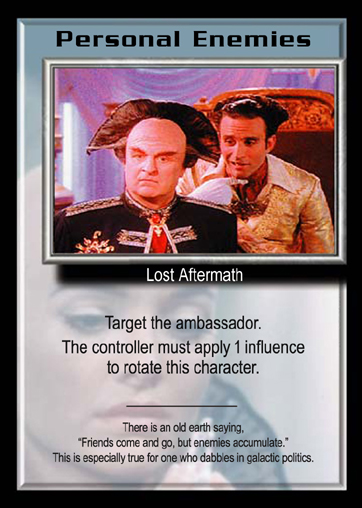 Personal Enemies
Lost Aftermath
Target the ambassador.
The controller must apply 1 influence
to rotate this character.
There is an old earth saying,
“Friends come and go, but enemies accumulate.”
This is especially true for one who dabbles in galactic politics.